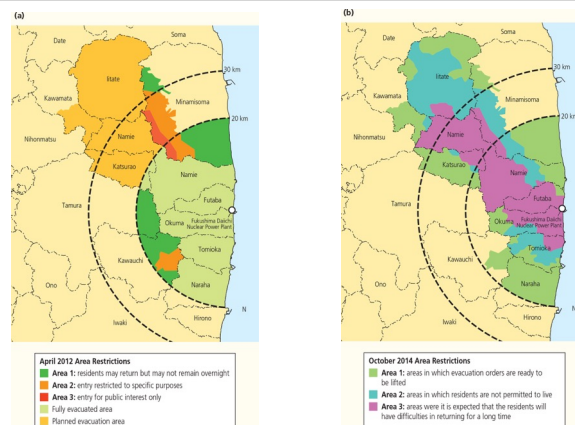 (a)
Soma
Date
30 km
Iitate
Kawamata
Minamisoma
20 km
Nihonmatsu
Namie
Katsurao
Namie
Futaba
Tamura
Okuma
Fukushima Daiichi
Nuclear Power Plant
Tomioka
Kawauchi
Ono
Naraha
N
Iwaki
Hirono
April 2012 Area Restrictions
Area 1: residents may return but may not remain overnight
Area 2: entry restricted to specific purposes
Area 3: entry for public interest only
Fully evacuated area
Planned evacuation area
(b)
Soma
Date
30 km
Iitate
Kawamata
Minamisoma
20 km
Nihonmatsu
Namie
Katsurao
Namie
Futaba
Tamura
Okuma
Fukushima Daiichi
Nuclear Power Plant
Tomioka
Kawauchi
Ono
Naraha
N
Iwaki
Hirono
October 2014 Area Restrictions
Area 1: areas in which evacuation orders are ready to
be lifted
Area 2: areas in which residents are not permitted to live
Area 3: areas were it is expected that the residents will
have difficulties in returning for a long time